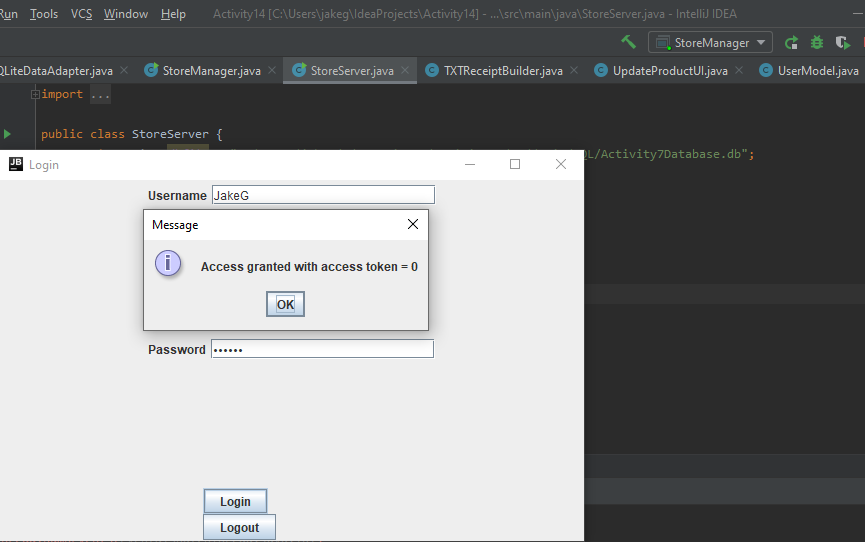 Run Tools VCS Window Help Activity14 [C:\Users\jakeg\IdeaProjects\Activity14] - ...\src\main\java\StoreServer.java - IntelliJ IDEA
StoreManager
QLiteDataAdapter.java StoreManager.java StoreServer.java TXTReceiptBuilder.java UpdateProductUI.java UserModel.java
import ...
public class StoreServer {
QL/Activity7Database.db";
JB Login
Username JakeG
Message
Access granted with access token = 0
OK
Password ••••••
Login
Logout